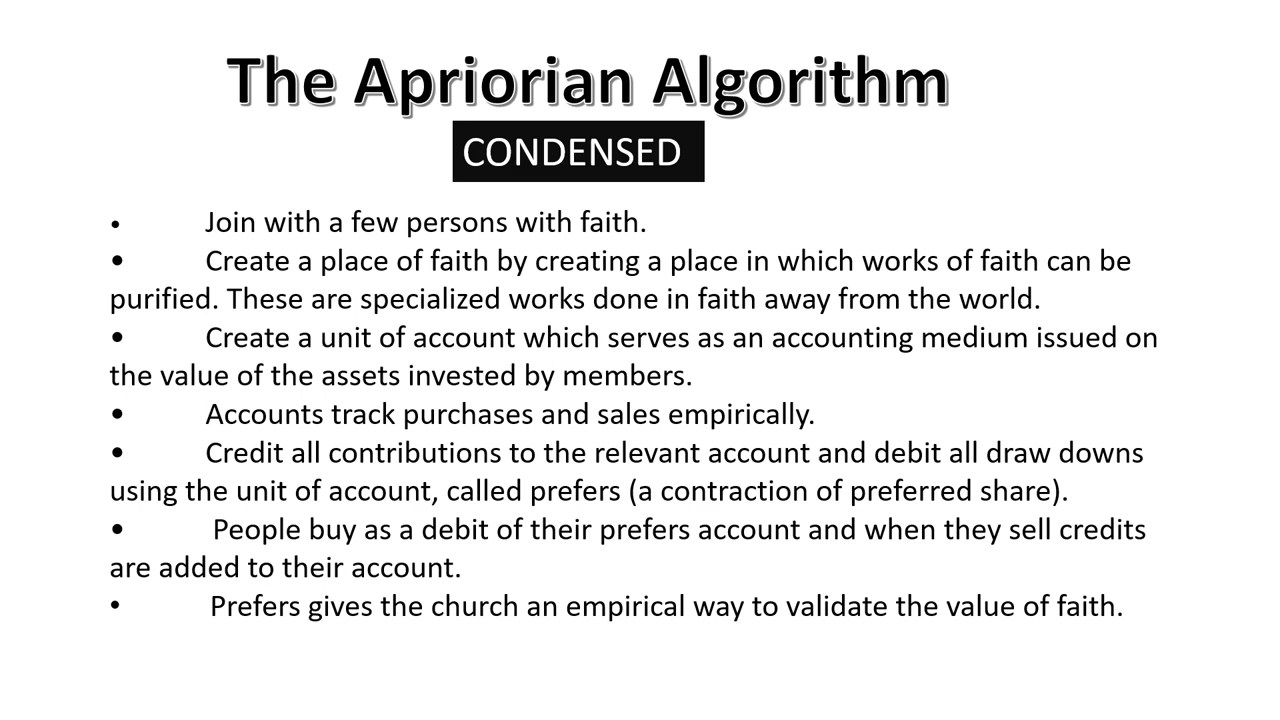 The Apriorian Algorithm
CONDENSED
• Join with a few persons with faith.
• Create a place of faith by creating a place in which works of faith can be
purified. These are specialized works done in faith away from the world.
• Create a unit of account which serves as an accounting medium issued on
the value of the assets invested by members.
• Accounts track purchases and sales empirically.
• Credit all contributions to the relevant account and debit all draw downs
using the unit of account, called prefers (a contraction of preferred share).
• People buy as a debit of their prefers account and when they sell credits
are added to their account.
• Prefers gives the church an empirical way to validate the value of faith.